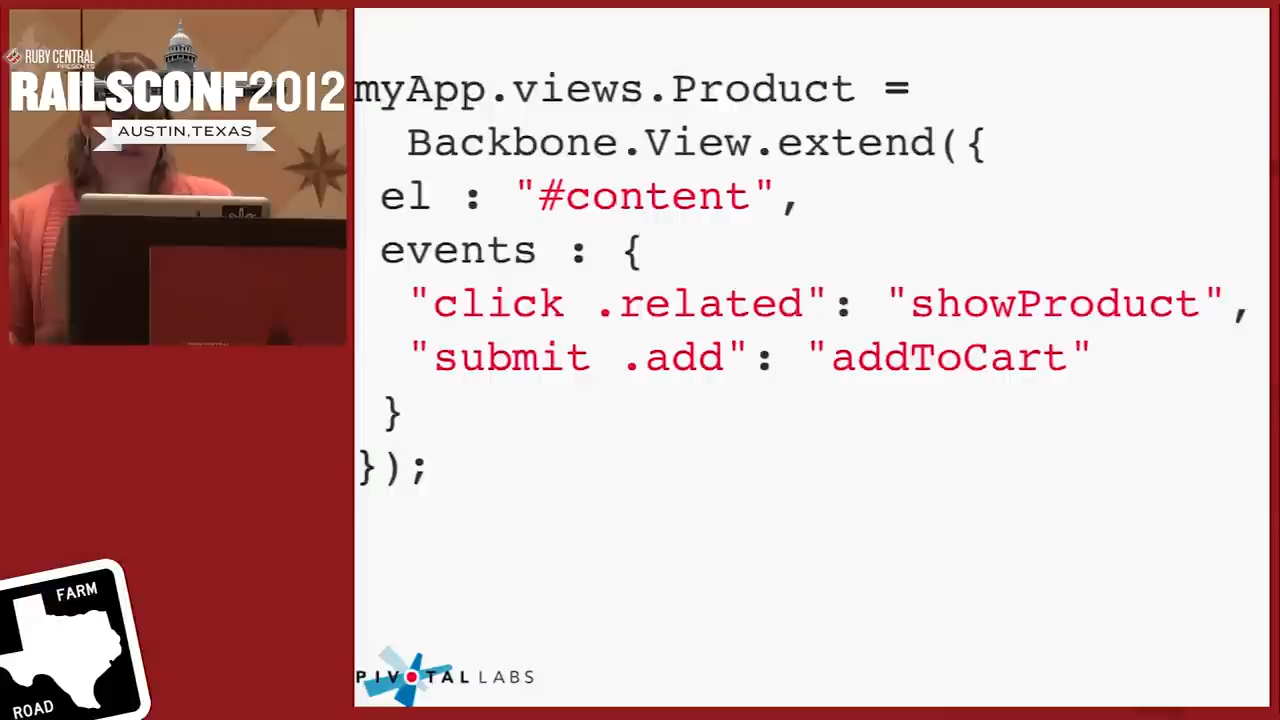 RUBY CENTRAL
PRESENTS
RAILSCONF2012
AUSTIN, TEXAS
myApp.views.Product =
Backbone.View.extend({
el : "#content",
events : {
"click .related": "showProduct",
"submit .add": "addToCart"
}
});
FARM
ROAD
PIVOTAL LABS